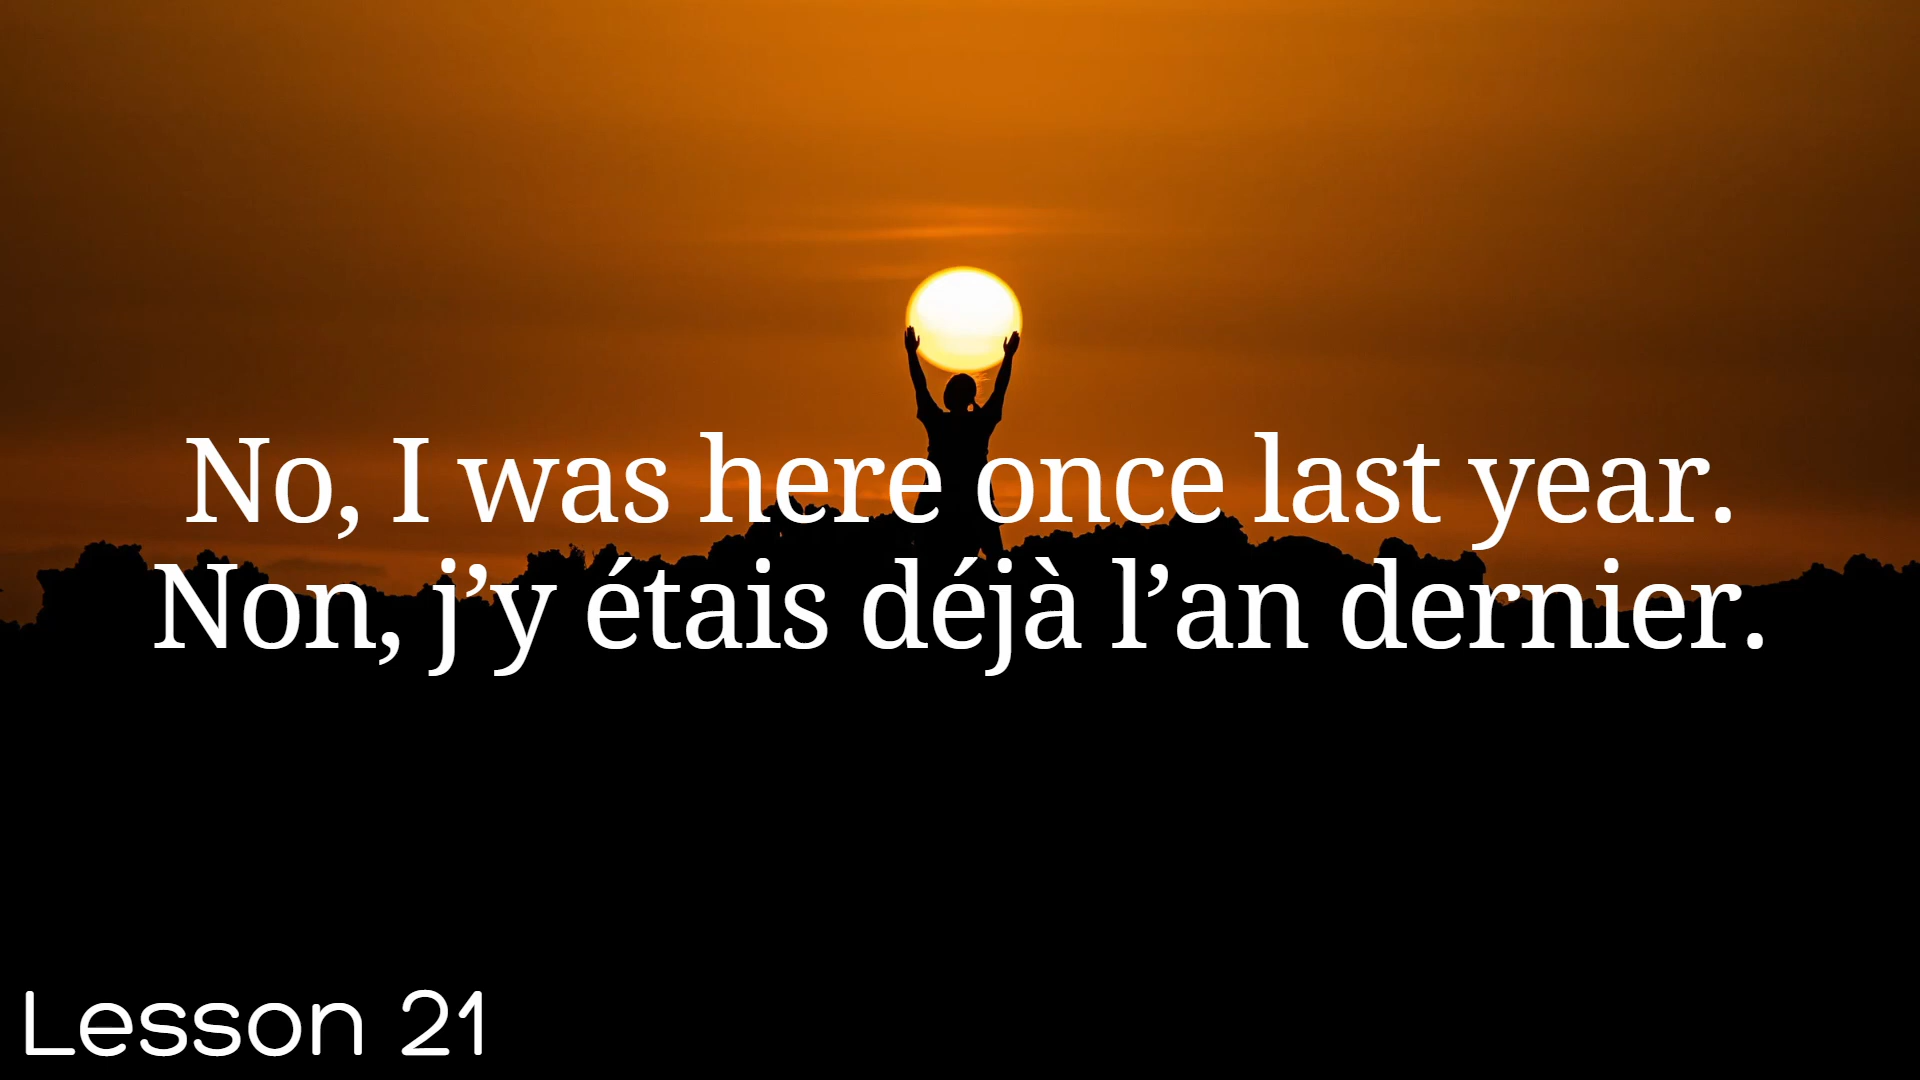 No, I was here once last year.
Non, j’y étais déjà l’an dernier.
Lesson 21